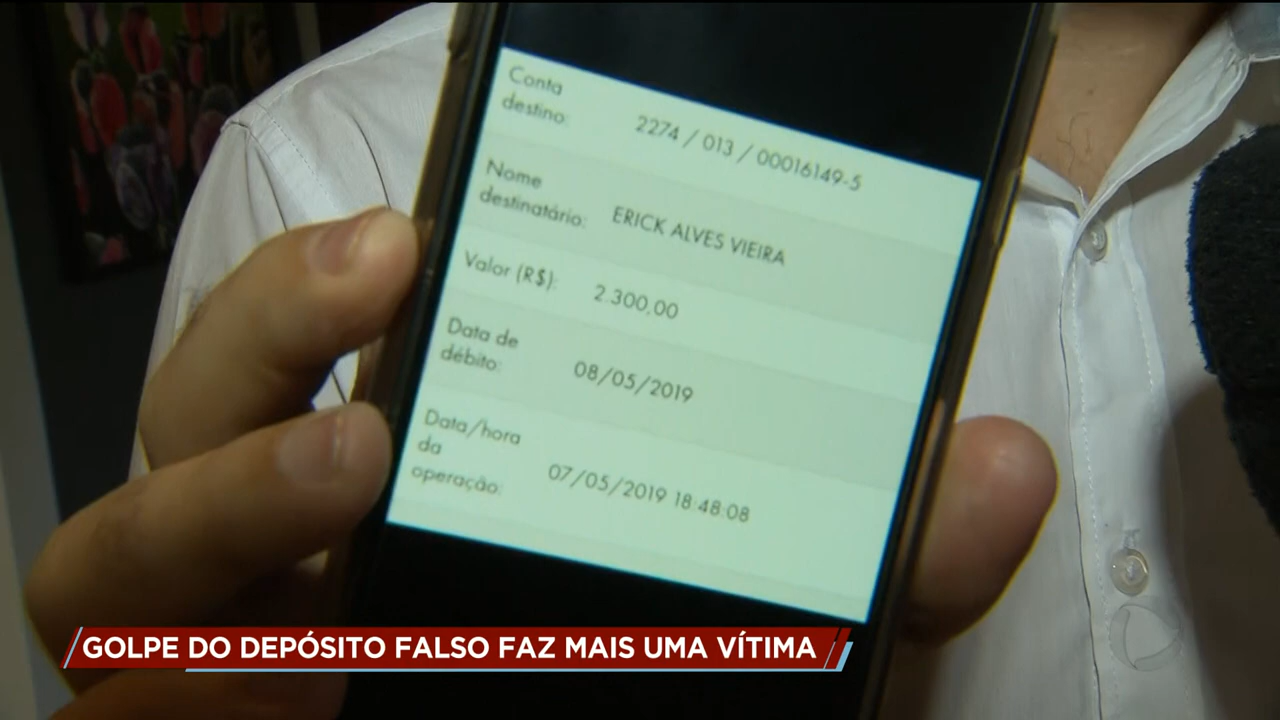 Conta
destino:
2274 / 013 / 00016149-5
Nome
destinatário:
ERICK ALVES VIEIRA
Valor (R$):
2.300,00
Data de
débito:
08/05/2019
Data/hora
da
operação:
07/05/2019 18:48:08
GOLPE DO DEPÓSITO FALSO FAZ MAIS UMA VÍTIMA